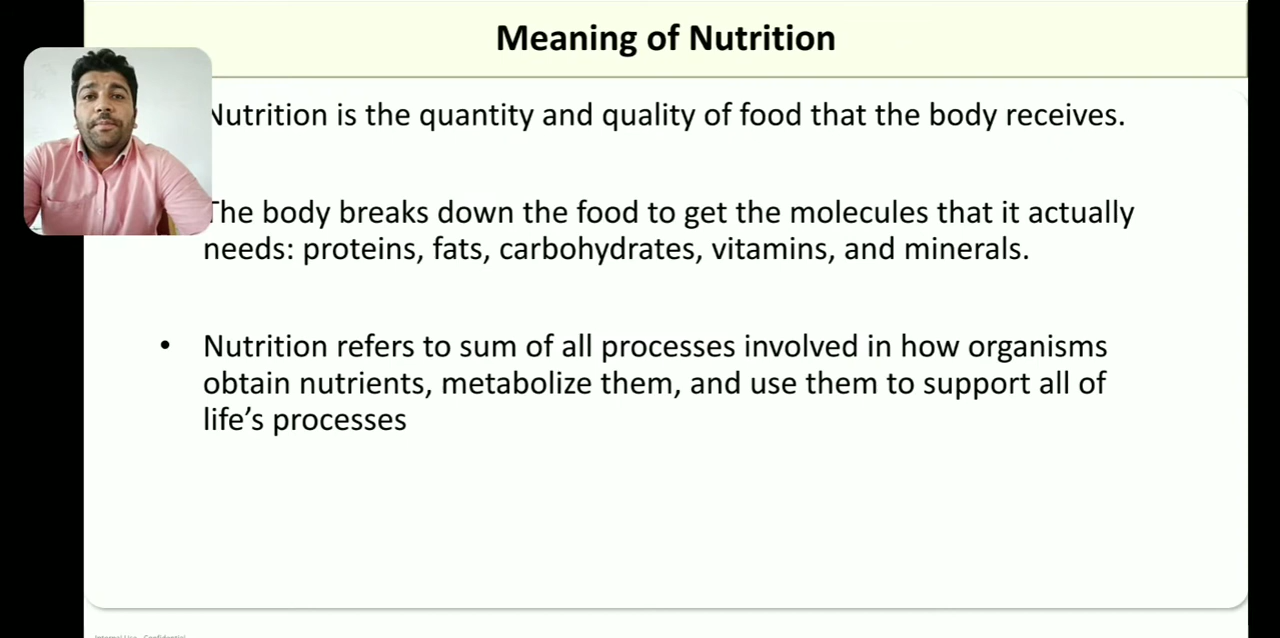 Meaning of Nutrition
Nutrition is the quantity and quality of food that the body receives.
The body breaks down the food to get the molecules that it actually
needs: proteins, fats, carbohydrates, vitamins, and minerals.
• Nutrition refers to sum of all processes involved in how organisms
obtain nutrients, metabolize them, and use them to support all of
life’s processes
Internal Use - Confidential